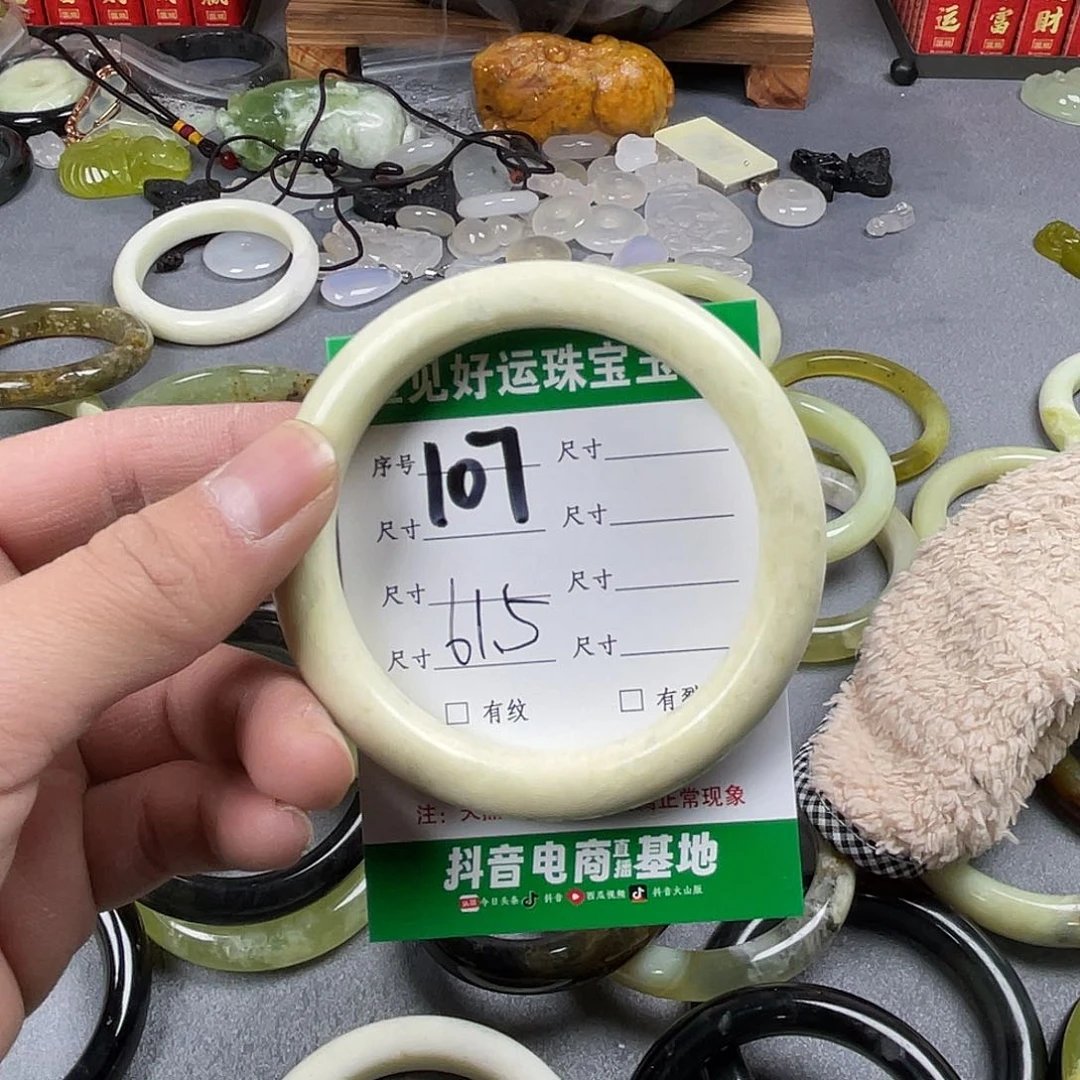 运 富 财
见好运珠宝玉
序号 107 尺寸
尺寸 尺寸
尺寸 615 尺寸
尺寸 尺寸
□ 有纹 □ 有裂
注: 正常现象
抖音电商直播基地
头条 今日头条 抖音 西瓜视频 抖音火山版